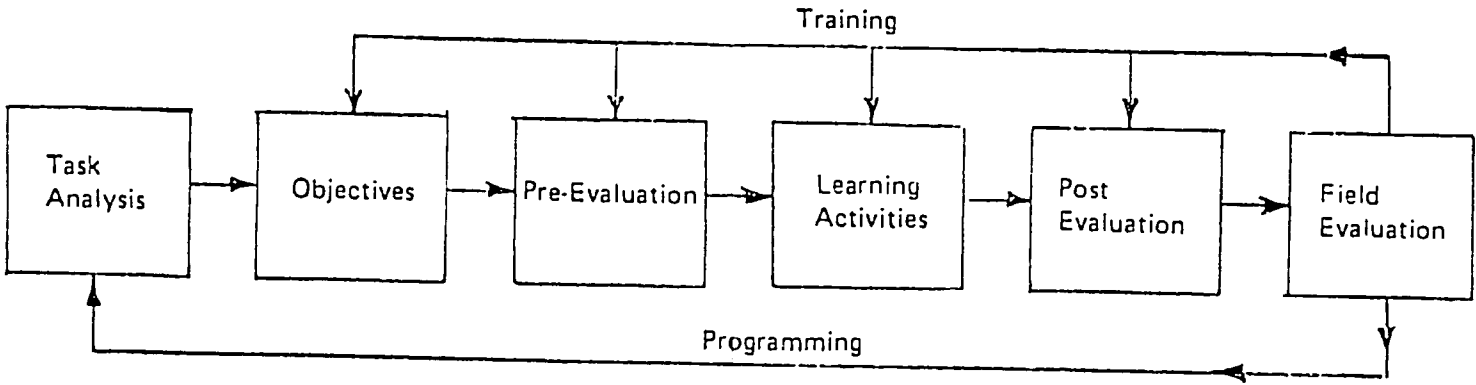 Training
Task
Analysis
Objectives
Pre-Evaluation
Learning
Activities
Post
Evaluation
Field
Evaluation
Programming